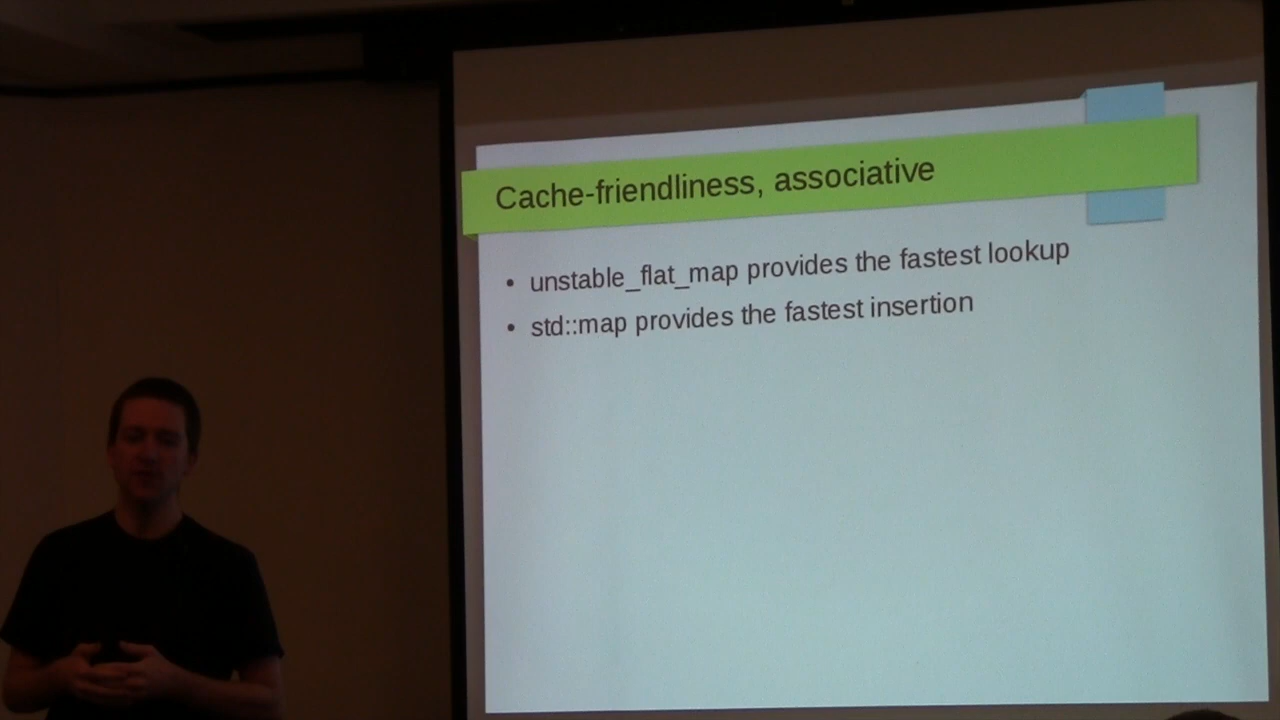 Cache-friendliness, associative
• unstable_flat_map provides the fastest lookup
• std::map provides the fastest insertion